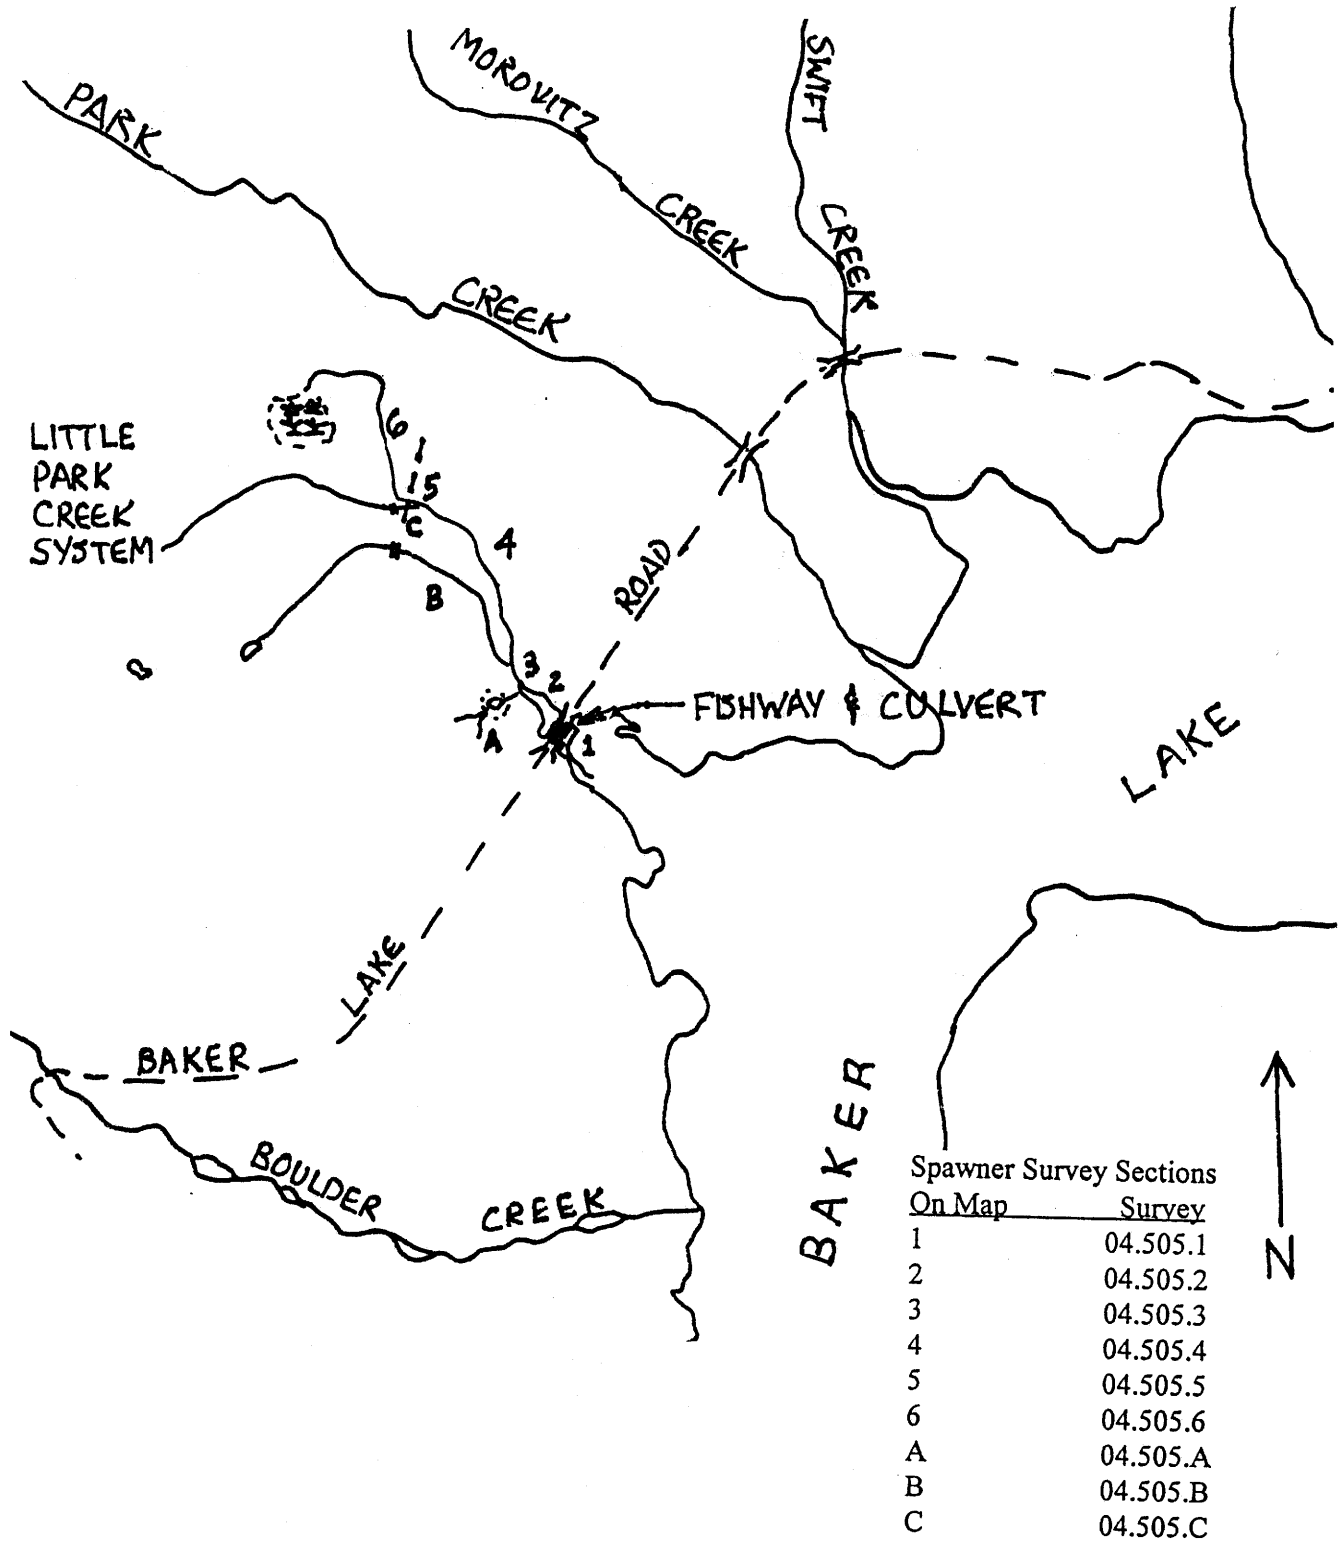 MOROVITZ
CREEK
SWIFT
CREEK
PARK
CREEK
LITTLE
PARK
CREEK
SYSTEM
6
5
C
4
B
3
2
A
1
ROAD
FISHWAY & CULVERT
LAKE
LAKE
BAKER
BAKER
BOULDER
CREEK
N
Spawner Survey Sections
On Map Survey
1 04.505.1
2 04.505.2
3 04.505.3
4 04.505.4
5 04.505.5
6 04.505.6
A 04.505.A
B 04.505.B
C 04.505.C